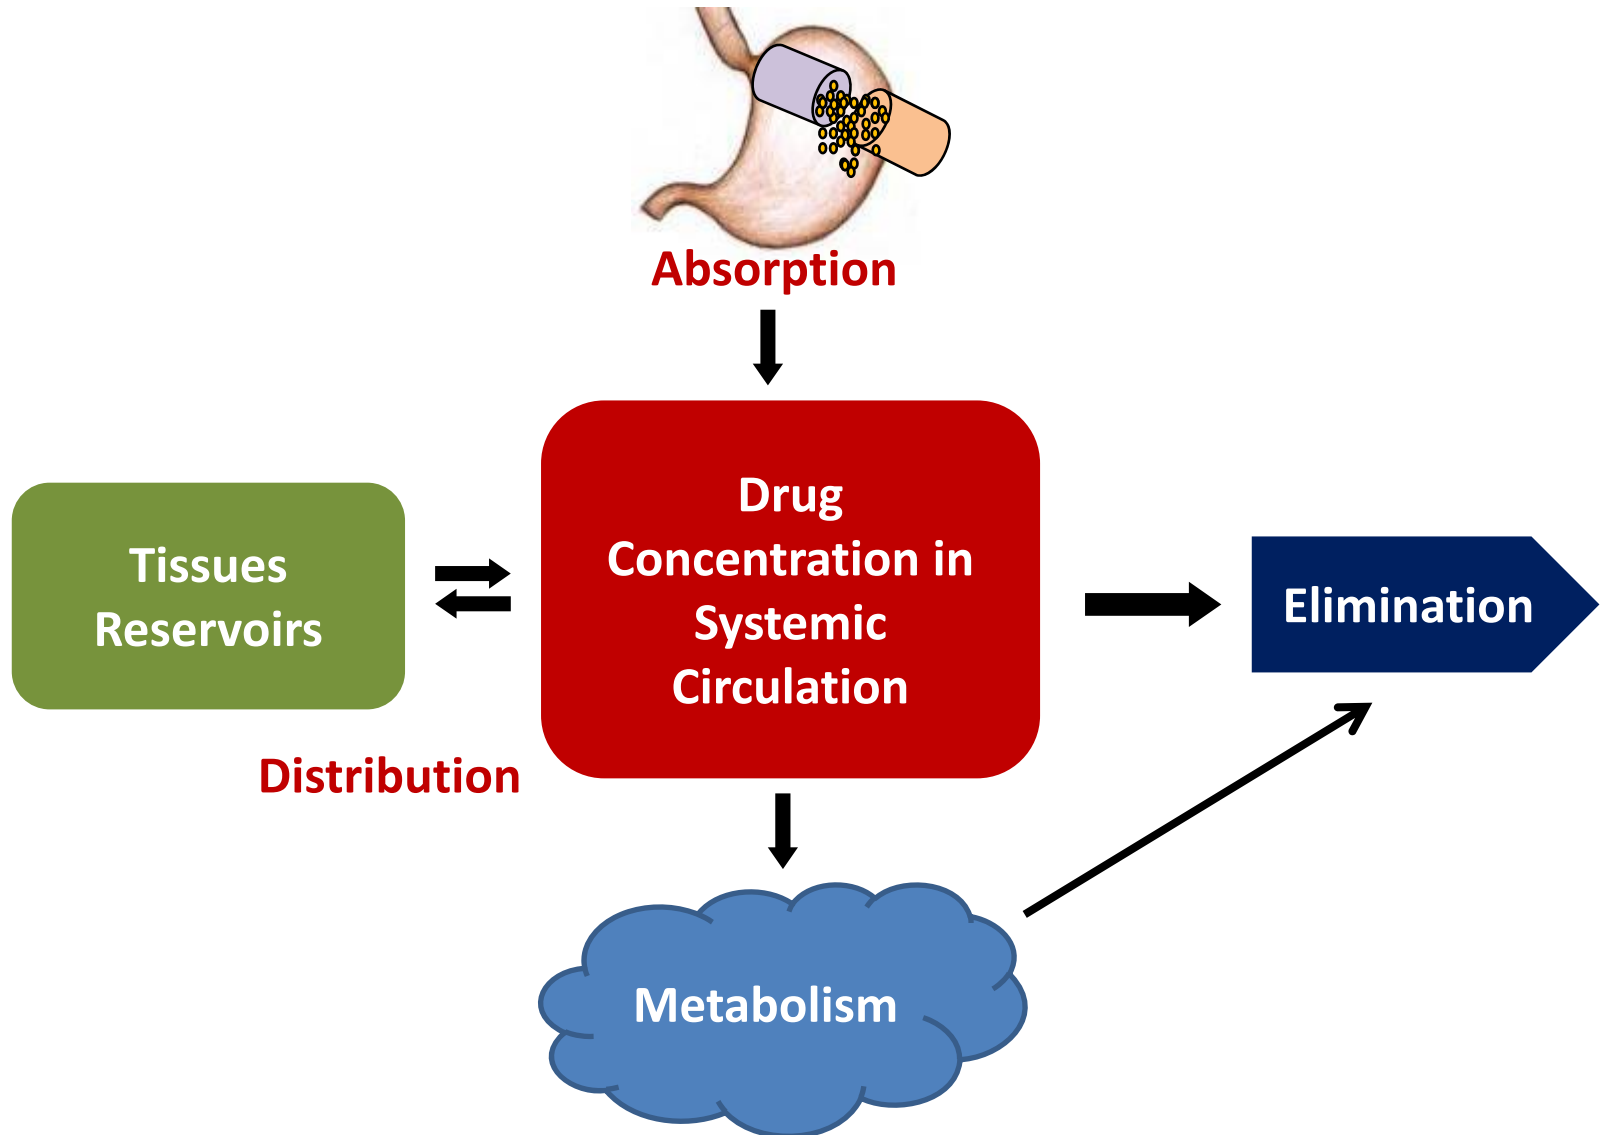 Absorption
Drug
Concentration in
Systemic
Circulation
Tissues
Reservoirs
Elimination
Distribution
Metabolism